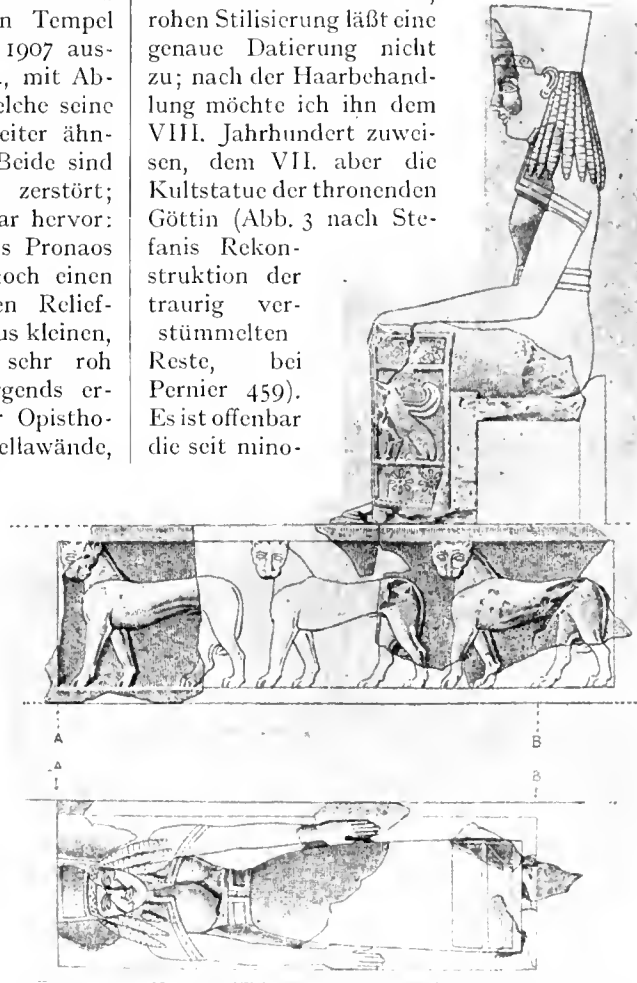 n Tempel
1907 aus-
., mit Ab-
elche seine
eiter ähn-
Beide sind
zerstört;
ar hervor:
s Pronaos
och einen
en Relief-
us kleinen,
sehr roh
rgends er-
r Opistho-
ellawände,
rohen Stilisierung läßt eine
genaue Datierung nicht
zu; nach der Haarbehand-
lung möchte ich ihn dem
VIII. Jahrhundert zuwei-
sen, dem VII. aber die
Kultstatue der thronenden
Göttin (Abb. 3 nach Ste-
fanis Rekon-
struktion der
traurig ver-
stümmelten
Reste, bei
Pernier 459).
Es ist offenbar
die seit mino-
A B
A B